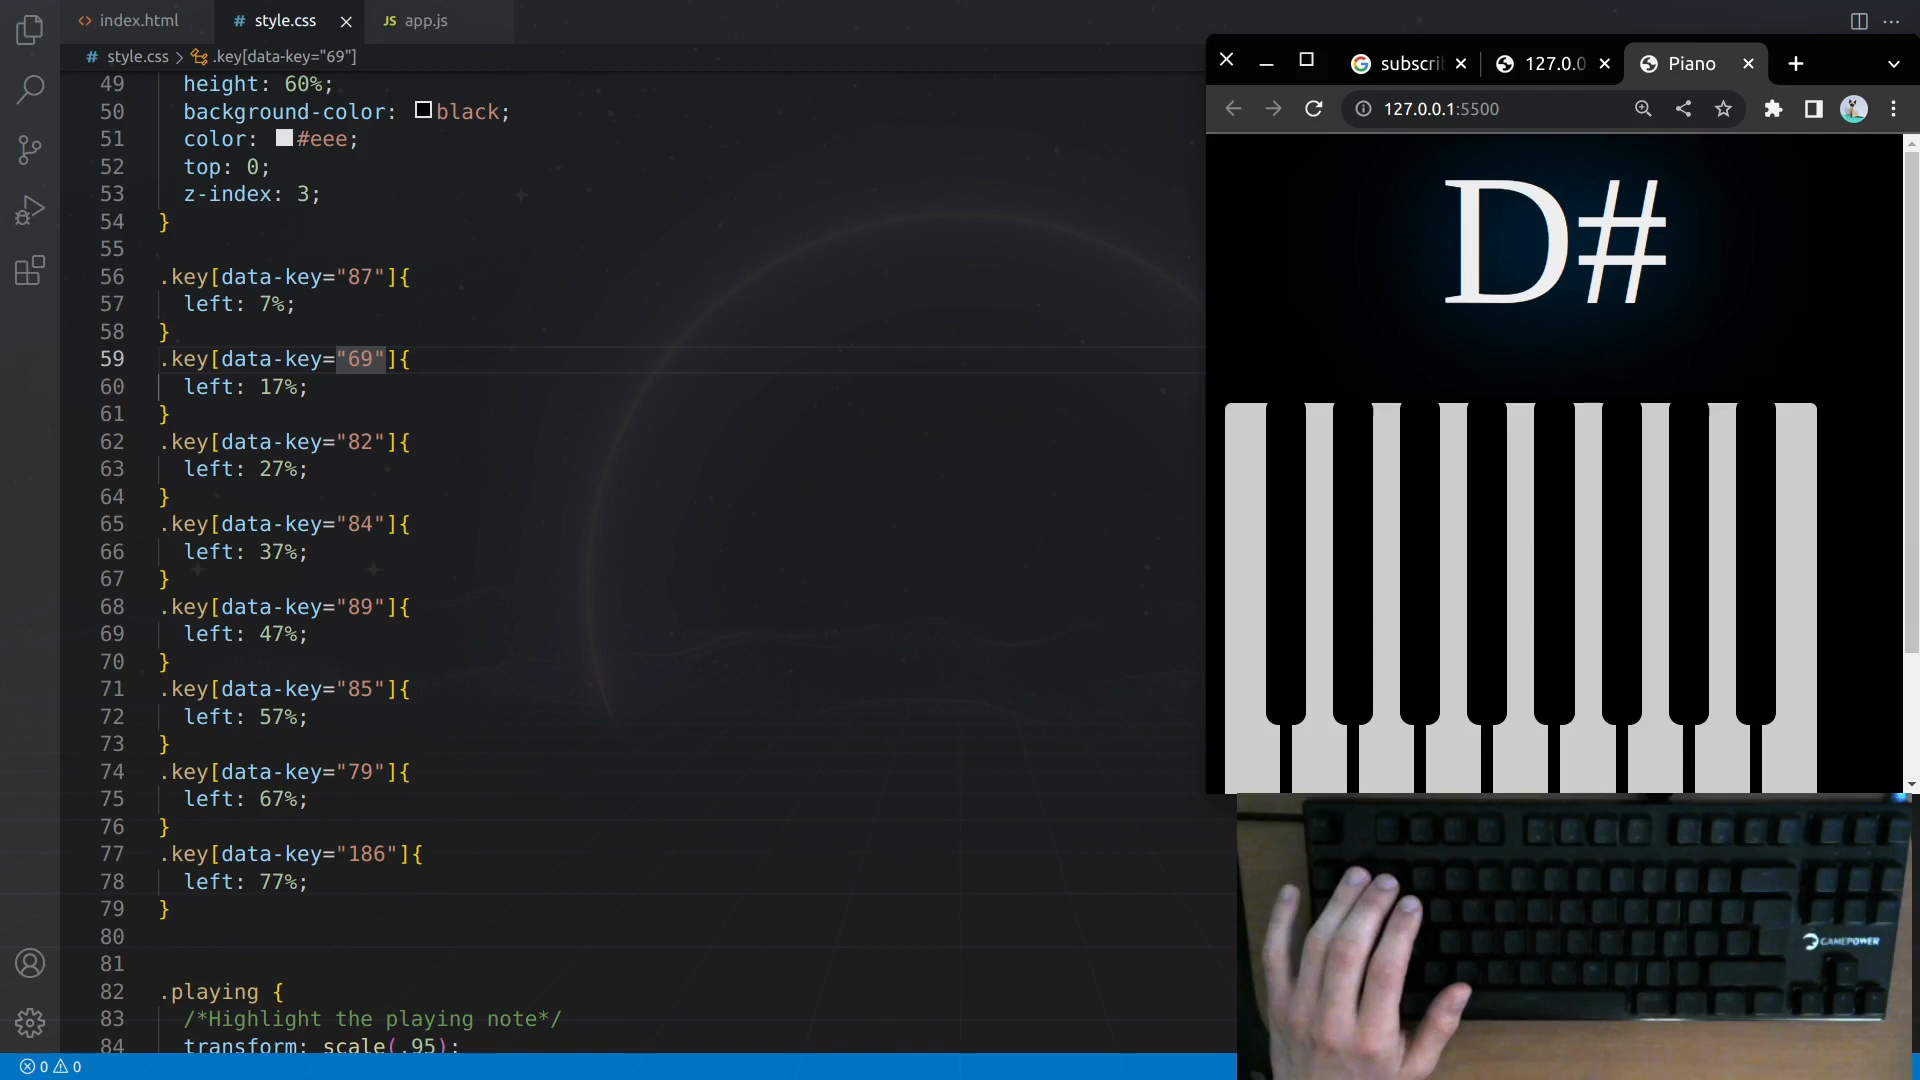 index.html
style.css
JS app.js
style.css > .key[data-key="69"]
49 height: 60%;
50 background-color: black;
51 color: #eee;
52 top: 0;
53 z-index: 3;
54 }
55
56 .key[data-key="87"]{
57 left: 7%;
58 }
59 .key[data-key="69"]{
60 left: 17%;
61 }
62 .key[data-key="82"]{
63 left: 27%;
64 }
65 .key[data-key="84"]{
66 left: 37%;
67 }
68 .key[data-key="89"]{
69 left: 47%;
70 }
71 .key[data-key="85"]{
72 left: 57%;
73 }
74 .key[data-key="79"]{
75 left: 67%;
76 }
77 .key[data-key="186"]{
78 left: 77%;
79 }
80
81
82 .playing {
83 /*Highlight the playing note*/
84 transform: scale(.95);
0 0
subscri
127.0.0
Piano
127.0.0.1:5500
D#
GAMEPOWER